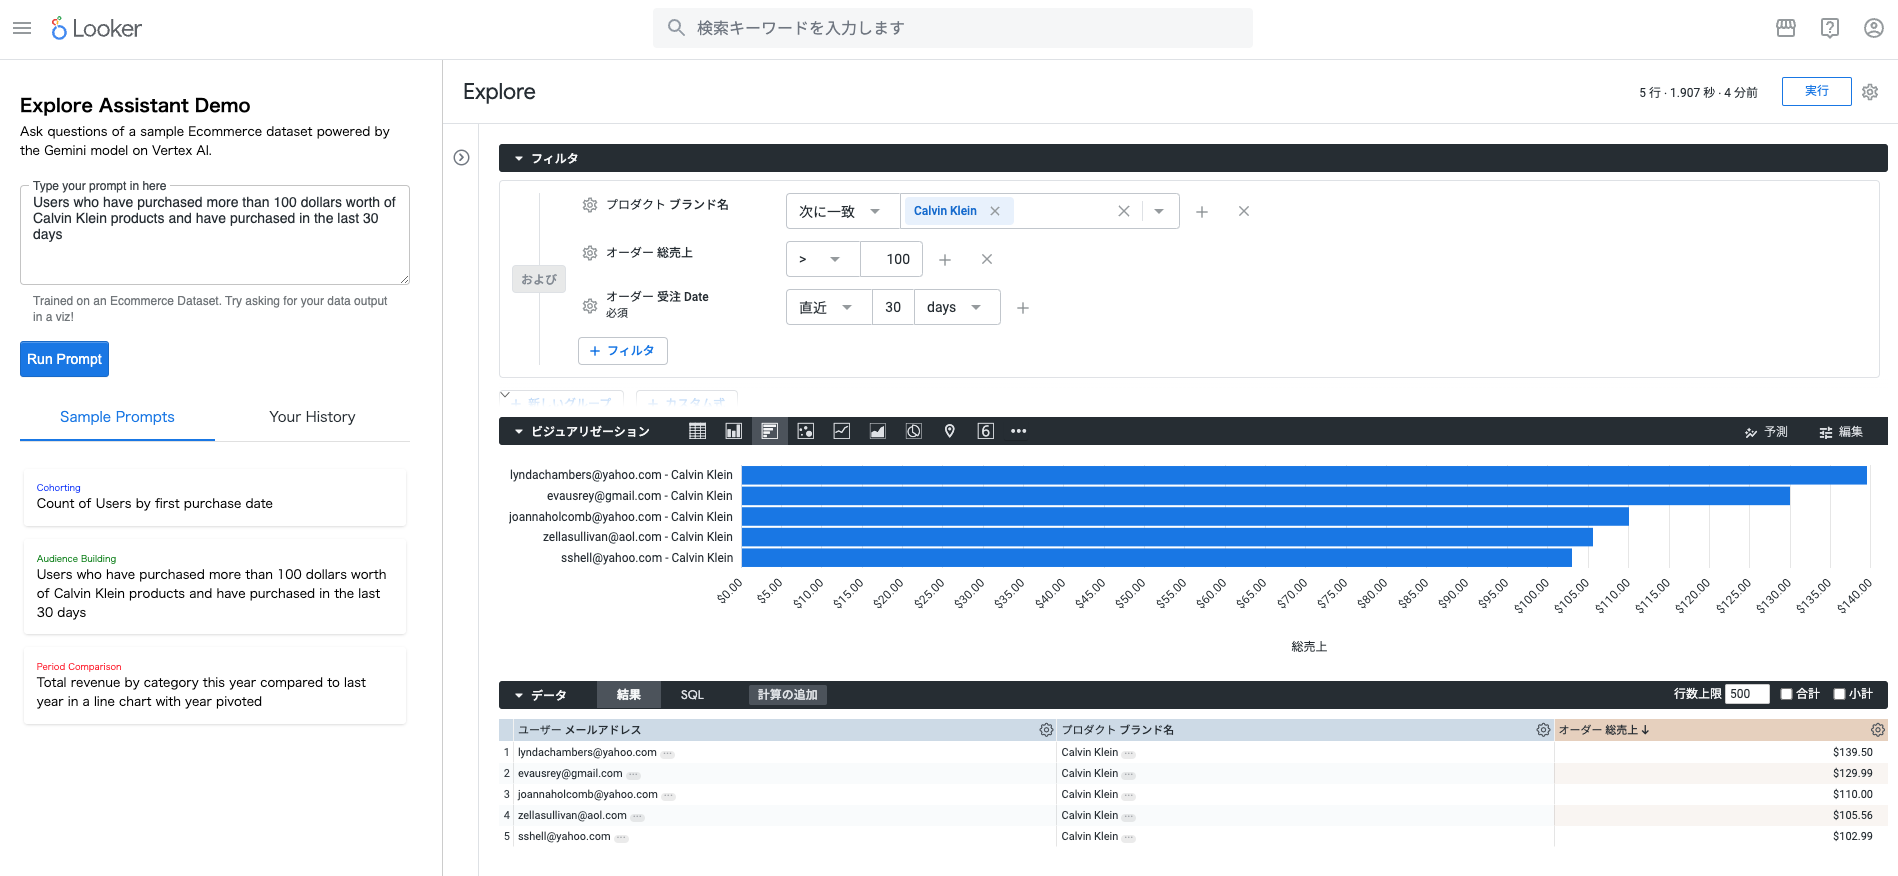 Looker
検索キーワードを入力します
Explore Assistant Demo
Ask questions of a sample Ecommerce dataset powered by
the Gemini model on Vertex AI.
Type your prompt in here
Users who have purchased more than 100 dollars worth of
Calvin Klein products and have purchased in the last 30
days
Trained on an Ecommerce Dataset. Try asking for your data output
in a viz!
Run Prompt
Sample Prompts
Your History
Cohorting
Count of Users by first purchase date
Audience Building
Users who have purchased more than 100 dollars worth
of Calvin Klein products and have purchased in the last
30 days
Period Comparison
Total revenue by category this year compared to last
year in a line chart with year pivoted
Explore
5 行 · 1.907 秒 · 4 分前
実行
フィルタ
および
プロダクト ブランド名
次に一致
Calvin Klein
オーダー 総売上
>
100
オーダー 受注 Date
必須
直近
30
days
フィルタ
新しいグループ
カスタム式
ビジュアリゼーション
6
予測
編集
lyndachambers@yahoo.com - Calvin Klein
evausrey@gmail.com - Calvin Klein
joannaholcomb@yahoo.com - Calvin Klein
zellasullivan@aol.com - Calvin Klein
sshell@yahoo.com - Calvin Klein
$0.00 $5.00 $10.00 $15.00 $20.00 $25.00 $30.00 $35.00 $40.00 $45.00 $50.00 $55.00 $60.00 $65.00 $70.00 $75.00 $80.00 $85.00 $90.00 $95.00 $100.00 $105.00 $110.00 $115.00 $120.00 $125.00 $130.00 $135.00 $140.00
総売上
データ
結果
SQL
計算の追加
行数上限 500 合計 小計
ユーザー メールアドレス プロダクト ブランド名 オーダー 総売上↓
1 lyndachambers@yahoo.com Calvin Klein $139.50
2 evausrey@gmail.com Calvin Klein $129.99
3 joannaholcomb@yahoo.com Calvin Klein $110.00
4 zellasullivan@aol.com Calvin Klein $105.56
5 sshell@yahoo.com Calvin Klein $102.99